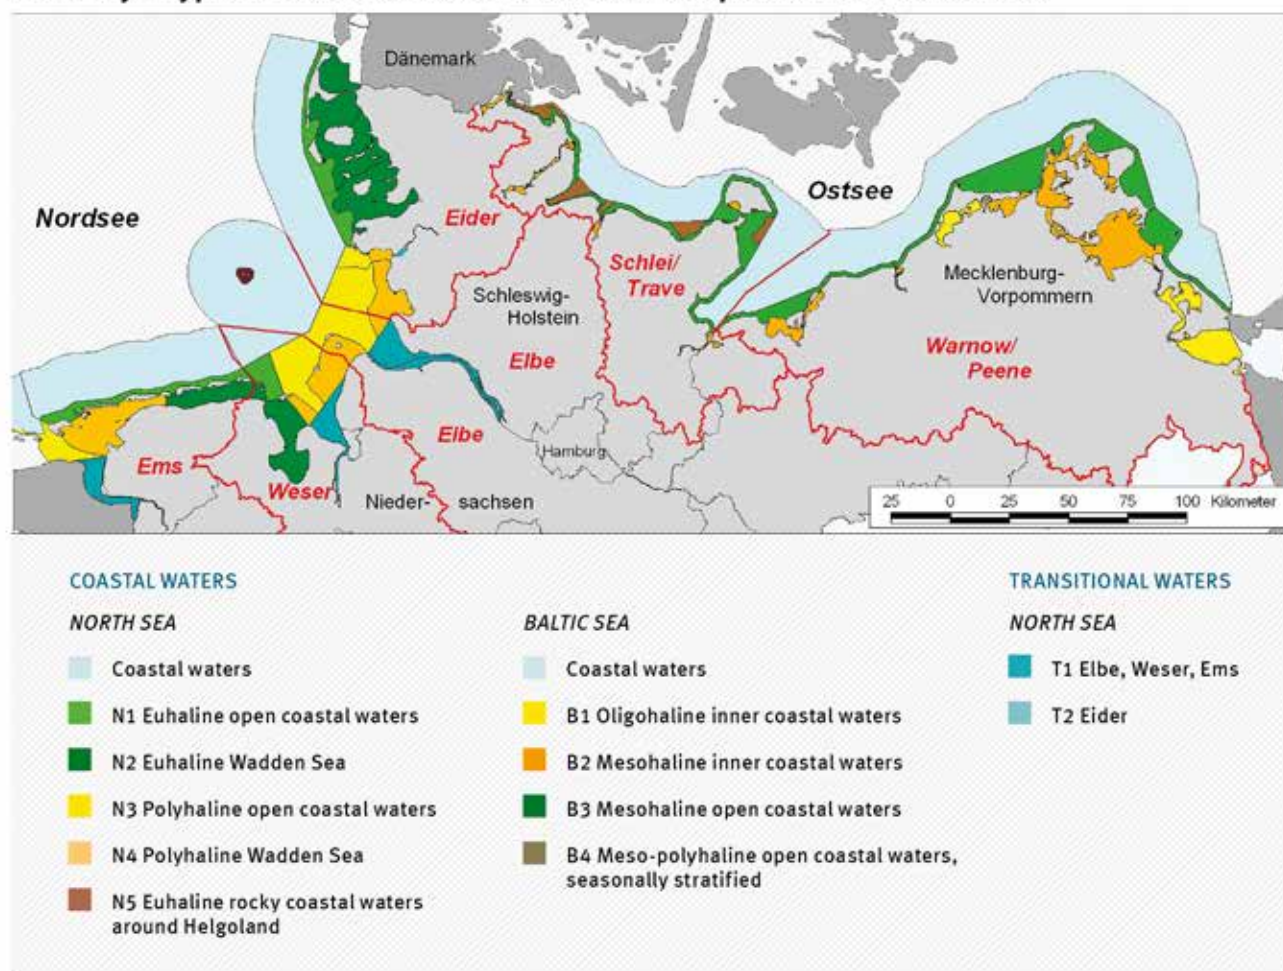 Dänemark
Nordsee
Ostsee
Eider
Schlei/
Trave
Schleswig-
Holstein
Mecklenburg-
Vorpommern
Elbe
Warnow/
Peene
Elbe
Hamburg
Ems
Weser
Nieder- sachsen
25 0 25 50 75 100 Kilometer
COASTAL WATERS
NORTH SEA
Coastal waters
N1 Euhaline open coastal waters
N2 Euhaline Wadden Sea
N3 Polyhaline open coastal waters
N4 Polyhaline Wadden Sea
N5 Euhaline rocky coastal waters
around Helgoland
BALTIC SEA
Coastal waters
B1 Oligohaline inner coastal waters
B2 Mesohaline inner coastal waters
B3 Mesohaline open coastal waters
B4 Meso-polyhaline open coastal waters,
seasonally stratified
TRANSITIONAL WATERS
NORTH SEA
T1 Elbe, Weser, Ems
T2 Eider